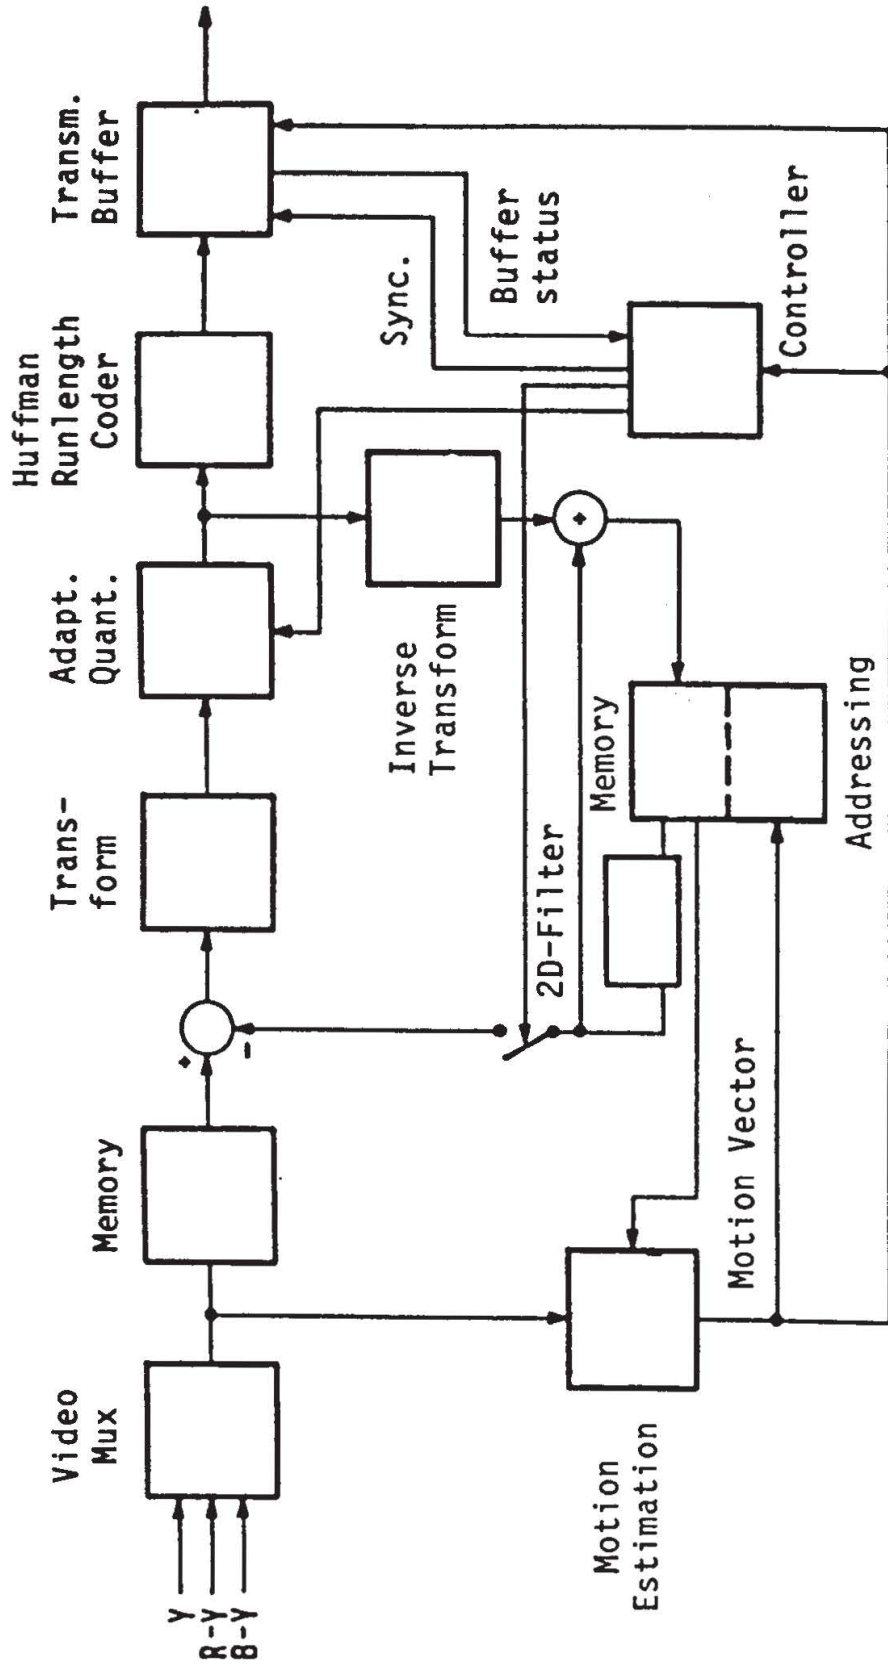 Y
R-Y
B-Y
Video
Mux
Memory
+
-
Trans-
form
Adapt.
Quant.
Huffman
Runlength
Coder
Transm.
Buffer
Sync.
Buffer
status
Inverse
Transform
+
Controller
2D-Filter
Memory
Addressing
Motion Vector
Motion
Estimation